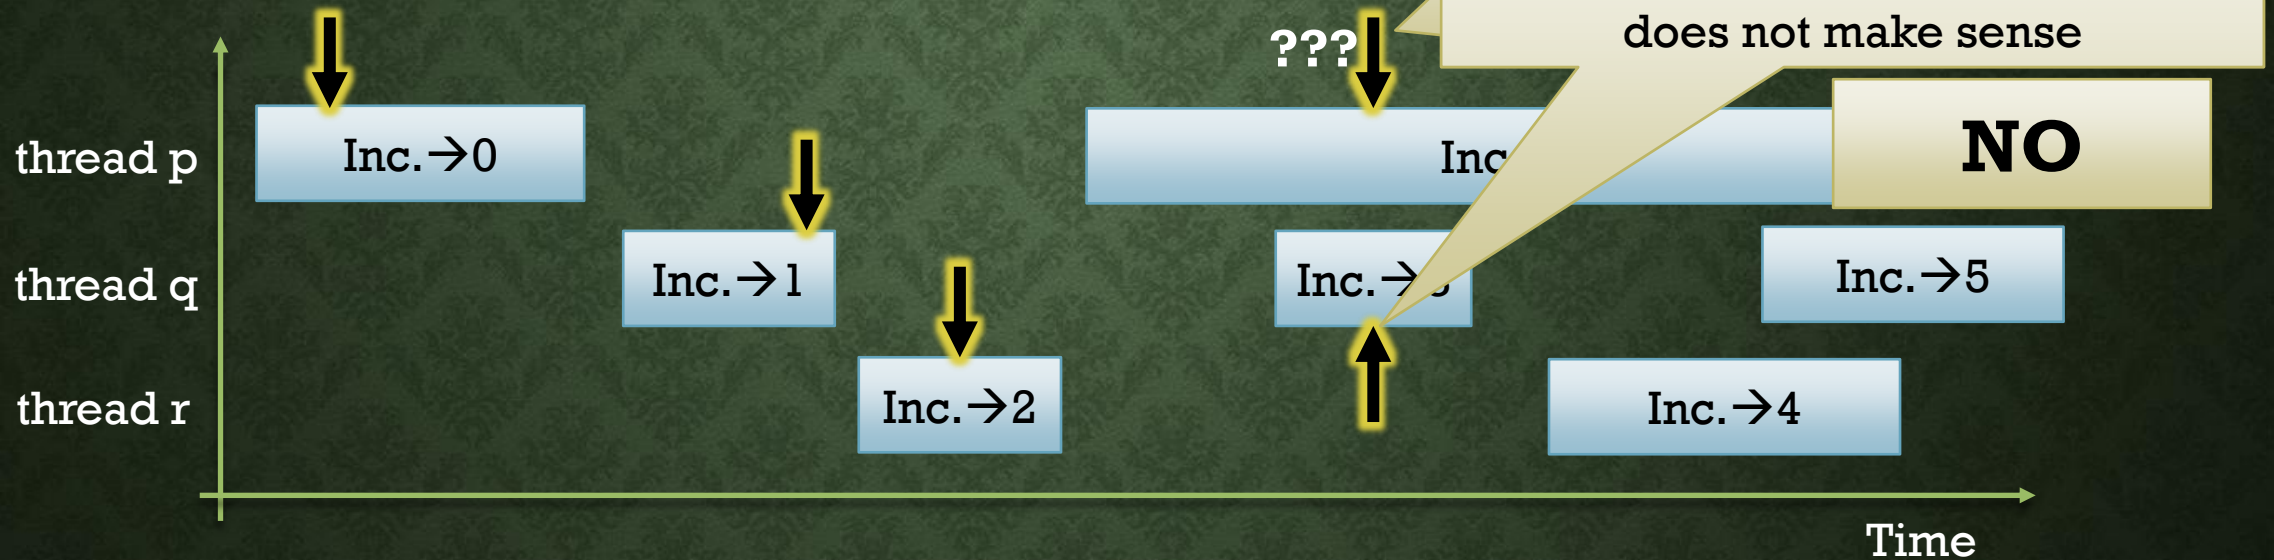 does not make sense
???
NO
thread p
Inc.→0
Inc
thread q
Inc.→1
Inc.→
Inc.→5
thread r
Inc.→2
Inc.→4
Time